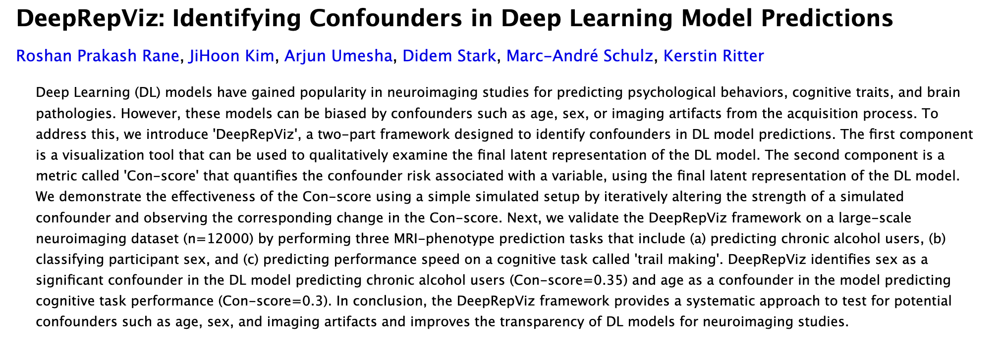 DeepRepViz: Identifying Confounders in Deep Learning Model Predictions
Roshan Prakash Rane, JiHoon Kim, Arjun Umesha, Didem Stark, Marc-André Schulz, Kerstin Ritter
Deep Learning (DL) models have gained popularity in neuroimaging studies for predicting psychological behaviors, cognitive traits, and brain
pathologies. However, these models can be biased by confounders such as age, sex, or imaging artifacts from the acquisition process. To
address this, we introduce 'DeepRepViz', a two-part framework designed to identify confounders in DL model predictions. The first component
is a visualization tool that can be used to qualitatively examine the final latent representation of the DL model. The second component is a
metric called 'Con-score' that quantifies the confounder risk associated with a variable, using the final latent representation of the DL model.
We demonstrate the effectiveness of the Con-score using a simple simulated setup by iteratively altering the strength of a simulated
confounder and observing the corresponding change in the Con-score. Next, we validate the DeepRepViz framework on a large-scale
neuroimaging dataset (n=12000) by performing three MRI-phenotype prediction tasks that include (a) predicting chronic alcohol users, (b)
classifying participant sex, and (c) predicting performance speed on a cognitive task called 'trail making'. DeepRepViz identifies sex as a
significant confounder in the DL model predicting chronic alcohol users (Con-score=0.35) and age as a confounder in the model predicting
cognitive task performance (Con-score=0.3). In conclusion, the DeepRepViz framework provides a systematic approach to test for potential
confounders such as age, sex, and imaging artifacts and improves the transparency of DL models for neuroimaging studies.